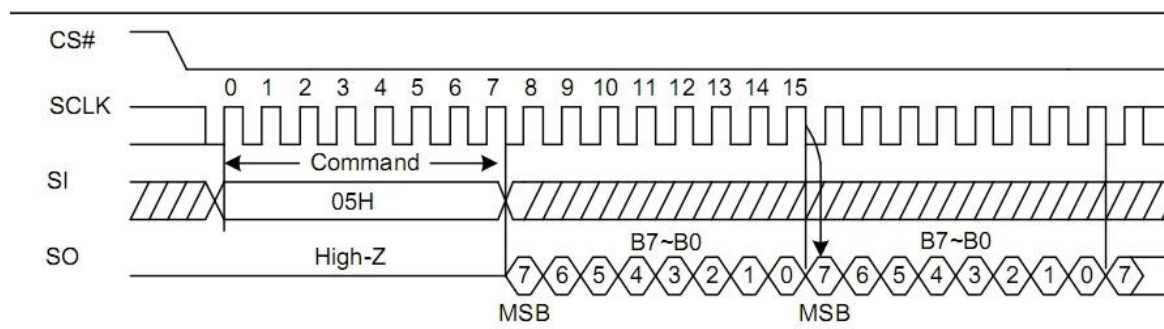 CS#
0 1 2 3 4 5 6 7 8 9 10 11 12 13 14 15
SCLK
Command
SI
05H
B7~B0 B7~B0
SO High-Z
7 6 5 4 3 2 1 0 7 6 5 4 3 2 1 0 7
MSB MSB